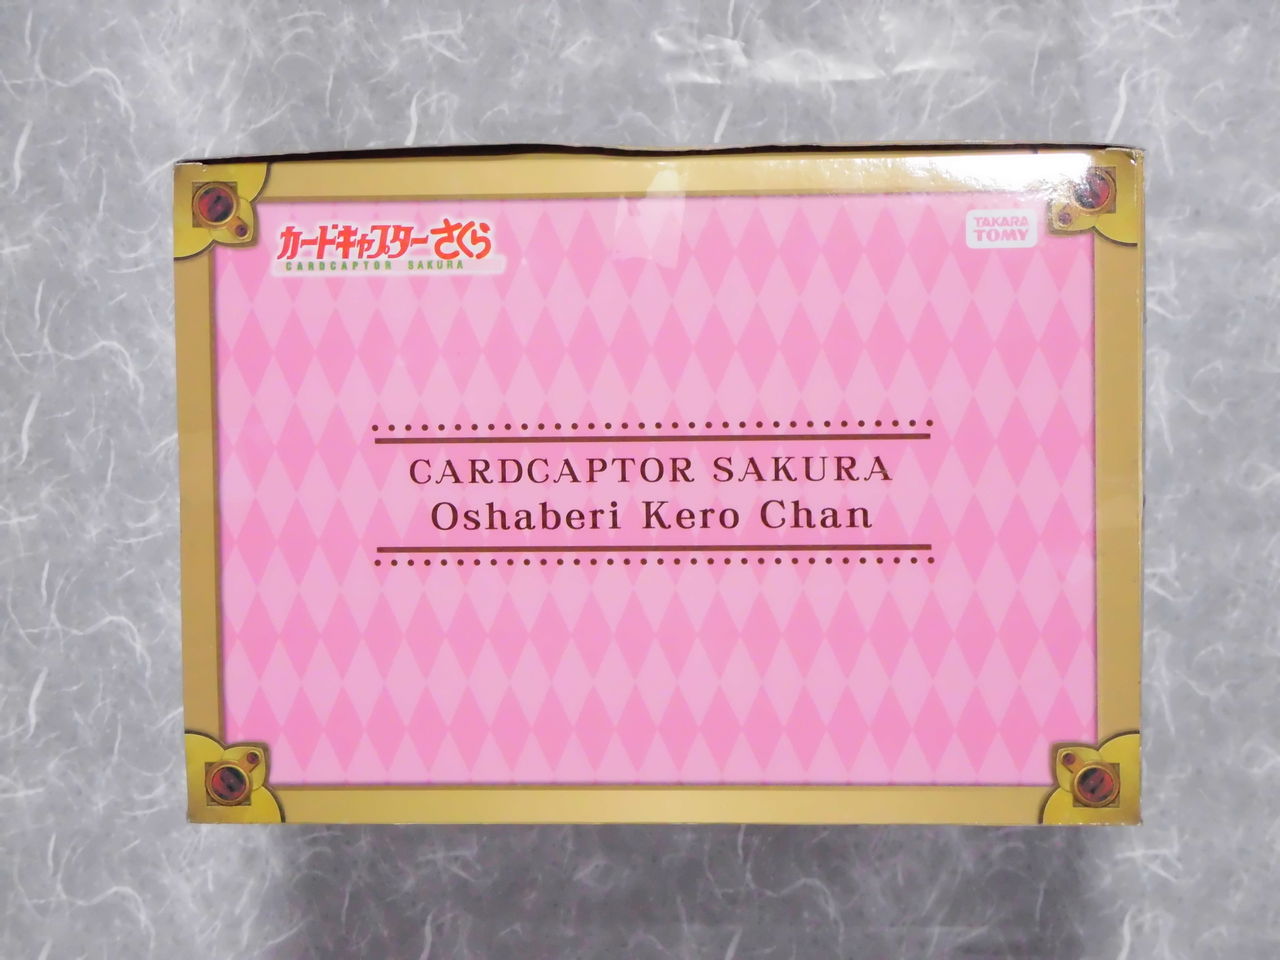 カードキャプターさくら
CARDCAPTOR SAKURA
TAKARA
TOMY
CARDCAPTOR SAKURA
Oshaberi Kero Chan